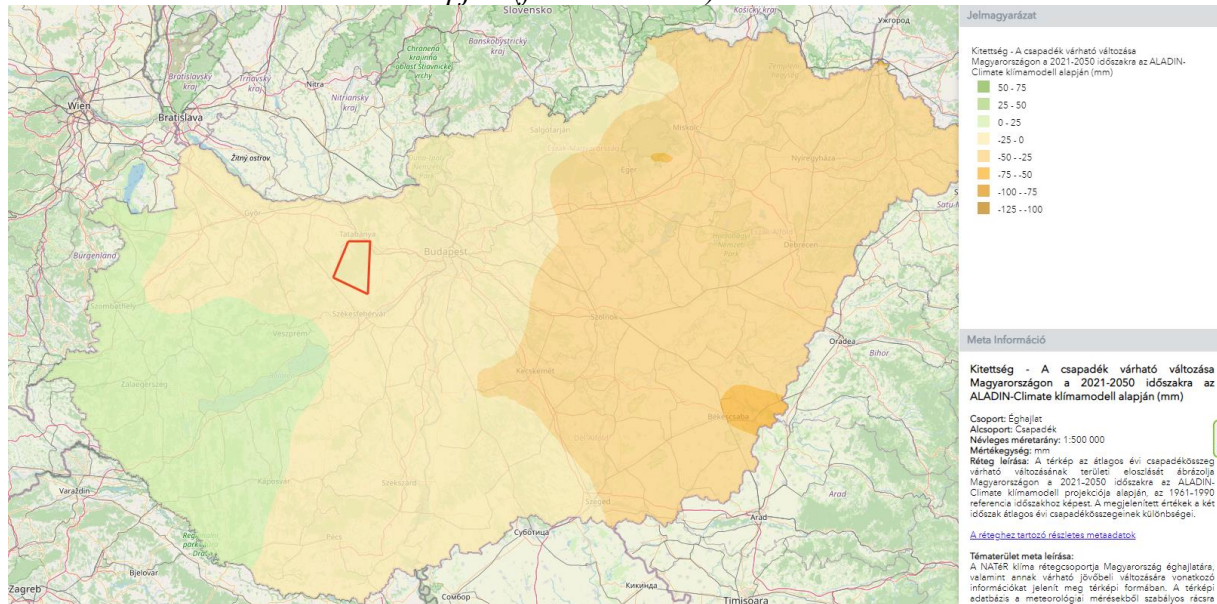 Slovensko
Košický kraj
Ужгород
Banskobystrický
kraj
Chránená
krajinná
oblasť Štiavnické
vrchy
Bratislavský
kraj
Trnavský
kraj
Nitra
Nitriansky
kraj
Wien
Bratislava
Žitný ostrov
Salgótarján
Miskolc
Eger
Nyíregyháza
Satu M
Győr
Tatabánya
Budapest
Debrecen
Burgenland
Szombathely
Székesfehérvár
Veszprém
Szolnok
Oradea
Bihor
Zalaegerszeg
Kecskemét
Békéscsaba
Kaposvár
Szekszárd
Szeged
Arad
Arad
Varaždin
Pécs
Суботица
Bjelovar
Zagreb
Сомбор
Кикинда
Timișoara
Jelmagyarázat
Kitettség - A csapadék várható változása
Magyarországon a 2021-2050 időszakra az ALADIN-
Climate klímamodell alapján (mm)
50 - 75
25 - 50
0 - 25
-25 - 0
-50 - -25
-75 - -50
-100 - -75
-125 - -100
Meta Információ
Kitettség - A csapadék várható változása
Magyarországon a 2021-2050 időszakra az
ALADIN-Climate klímamodell alapján (mm)
Csoport: Éghajlat
Alcsoport: Csapadék
Névleges méretarány: 1:500 000
Mértékegység: mm
Réteg leírása: A térkép az átlagos évi csapadékösszeg
várható változásának területi eloszlását ábrázolja
Magyarországon a 2021-2050 időszakra az ALADIN-
Climate klímamodell projekciója alapján, az 1961-1990
referencia időszakhoz képest. A megjelenített értékek a két
időszak átlagos évi csapadékösszegeinek különbségei.
A réteghez tartozó részletes metaadatok
Tématerület meta leírása:
A NATéR klíma rétegcsoportja Magyarország éghajlatára,
valamint annak várható jövőbeli változására vonatkozó
információkat jelenít meg térképi formában. A térképi
adatbázis a meteorológiai mérésekből szabályos rácsra